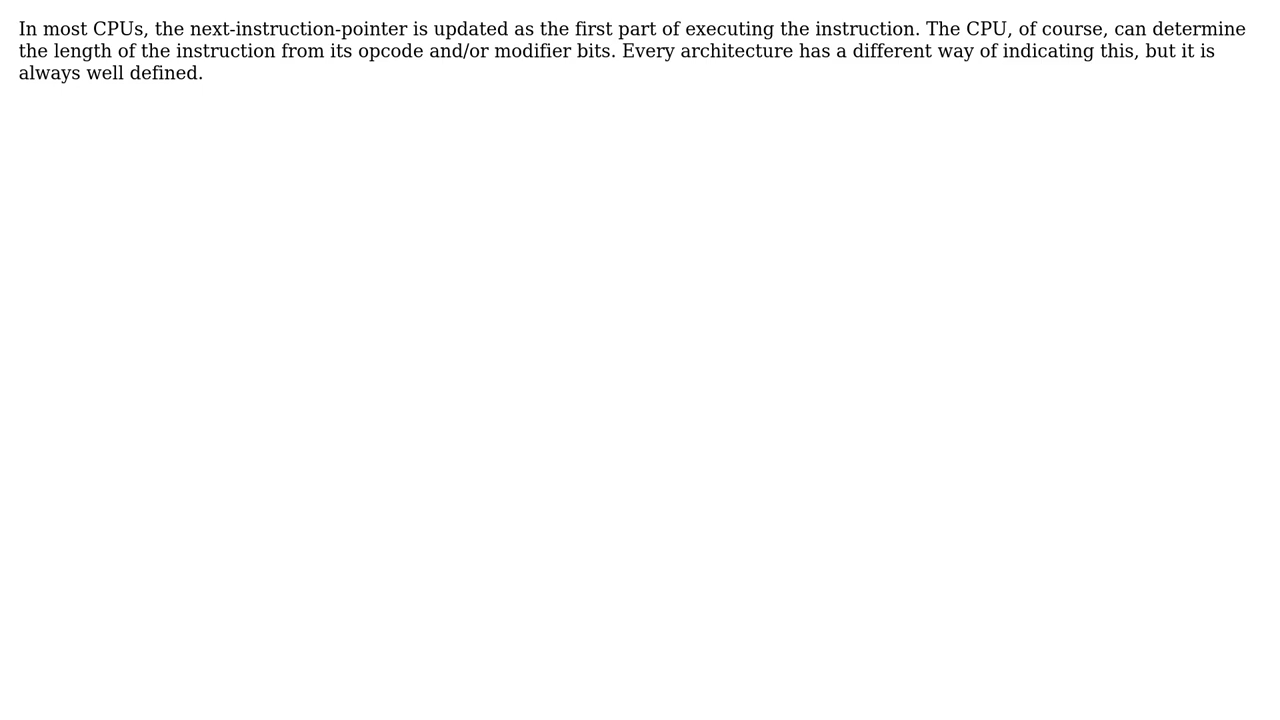 In most CPUs, the next-instruction-pointer is updated as the first part of executing the instruction. The CPU, of course, can determine
the length of the instruction from its opcode and/or modifier bits. Every architecture has a different way of indicating this, but it is
always well defined.